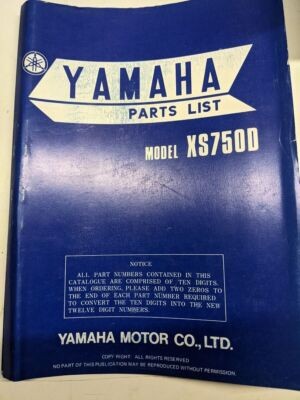 YAMAHA
PARTS LIST
MODEL XS750D
NOTICE
ALL PART NUMBERS CONTAINED IN THIS
CATALOGUE ARE COMPRISED OF TEN DIGITS.
WHEN ORDERING, PLEASE ADD TWO ZEROS TO
THE END OF EACH PART NUMBER REQUIRED
TO CONVERT THE TEN DIGITS INTO THE NEW
TWELVE DIGIT NUMBERS.
YAMAHA MOTOR CO., LTD.
COPY RIGHT ALL RIGHTS RESERVED
NO PART OF THIS PUBLICATION MAY BE REPRODUCED WITHOUT PERMISSION